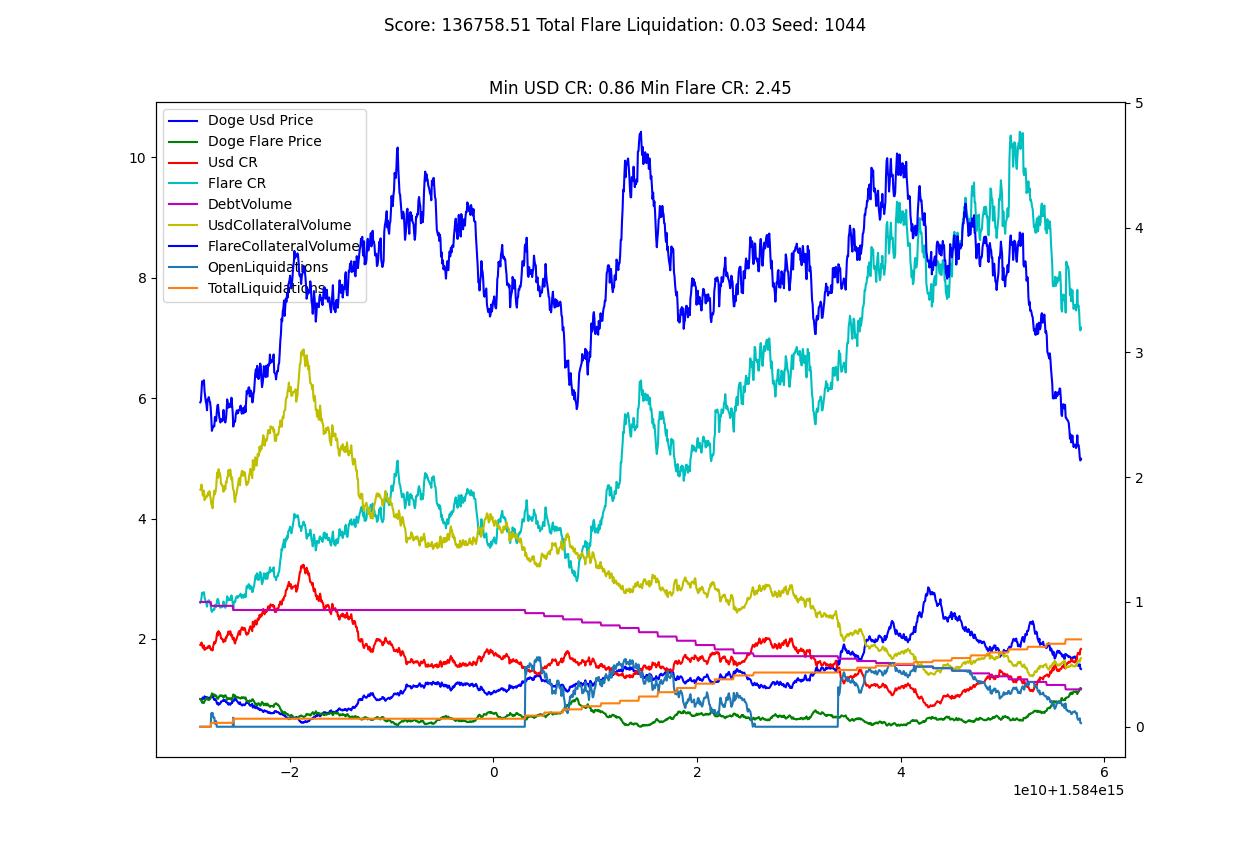 Score: 136758.51 Total Flare Liquidation: 0.03 Seed: 1044
Min USD CR: 0.86 Min Flare CR: 2.45
Doge Usd Price
Doge Flare Price
Usd CR
Flare CR
DebtVolume
UsdCollateralVolume
FlareCollateralVolume
OpenLiquidations
TotalLiquidations
10
8
6
4
2
5
4
3
2
1
0
−2
0
2
4
6
1e10+1.584e15